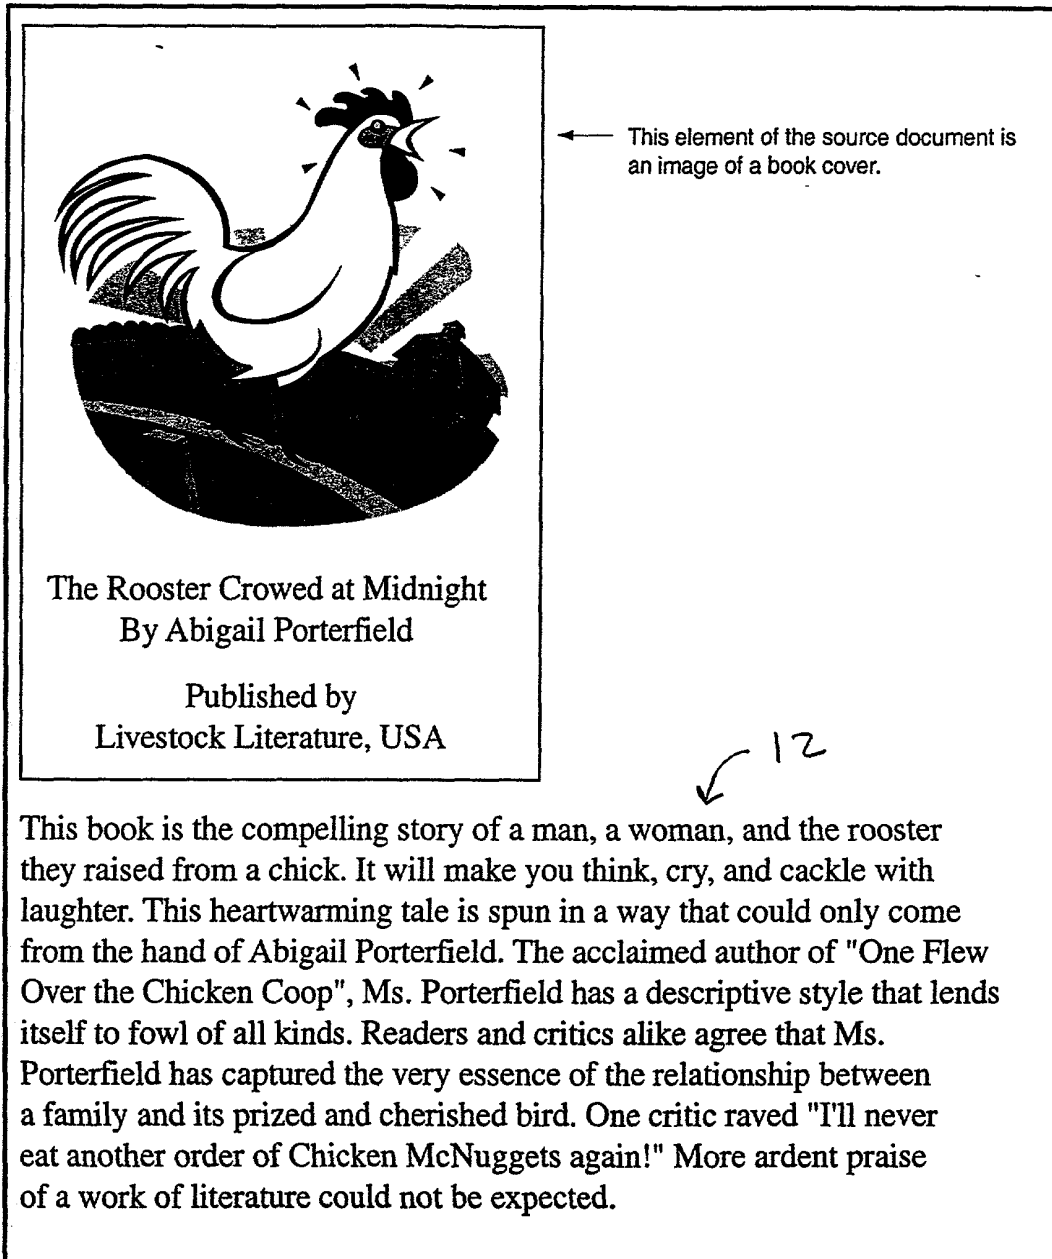 This element of the source document is
an image of a book cover.
The Rooster Crowed at Midnight
By Abigail Porterfield
Published by
Livestock Literature, USA
12
This book is the compelling story of a man, a woman, and the rooster
they raised from a chick. It will make you think, cry, and cackle with
laughter. This heartwarming tale is spun in a way that could only come
from the hand of Abigail Porterfield. The acclaimed author of "One Flew
Over the Chicken Coop", Ms. Porterfield has a descriptive style that lends
itself to fowl of all kinds. Readers and critics alike agree that Ms.
Porterfield has captured the very essence of the relationship between
a family and its prized and cherished bird. One critic raved "I'll never
eat another order of Chicken McNuggets again!" More ardent praise
of a work of literature could not be expected.